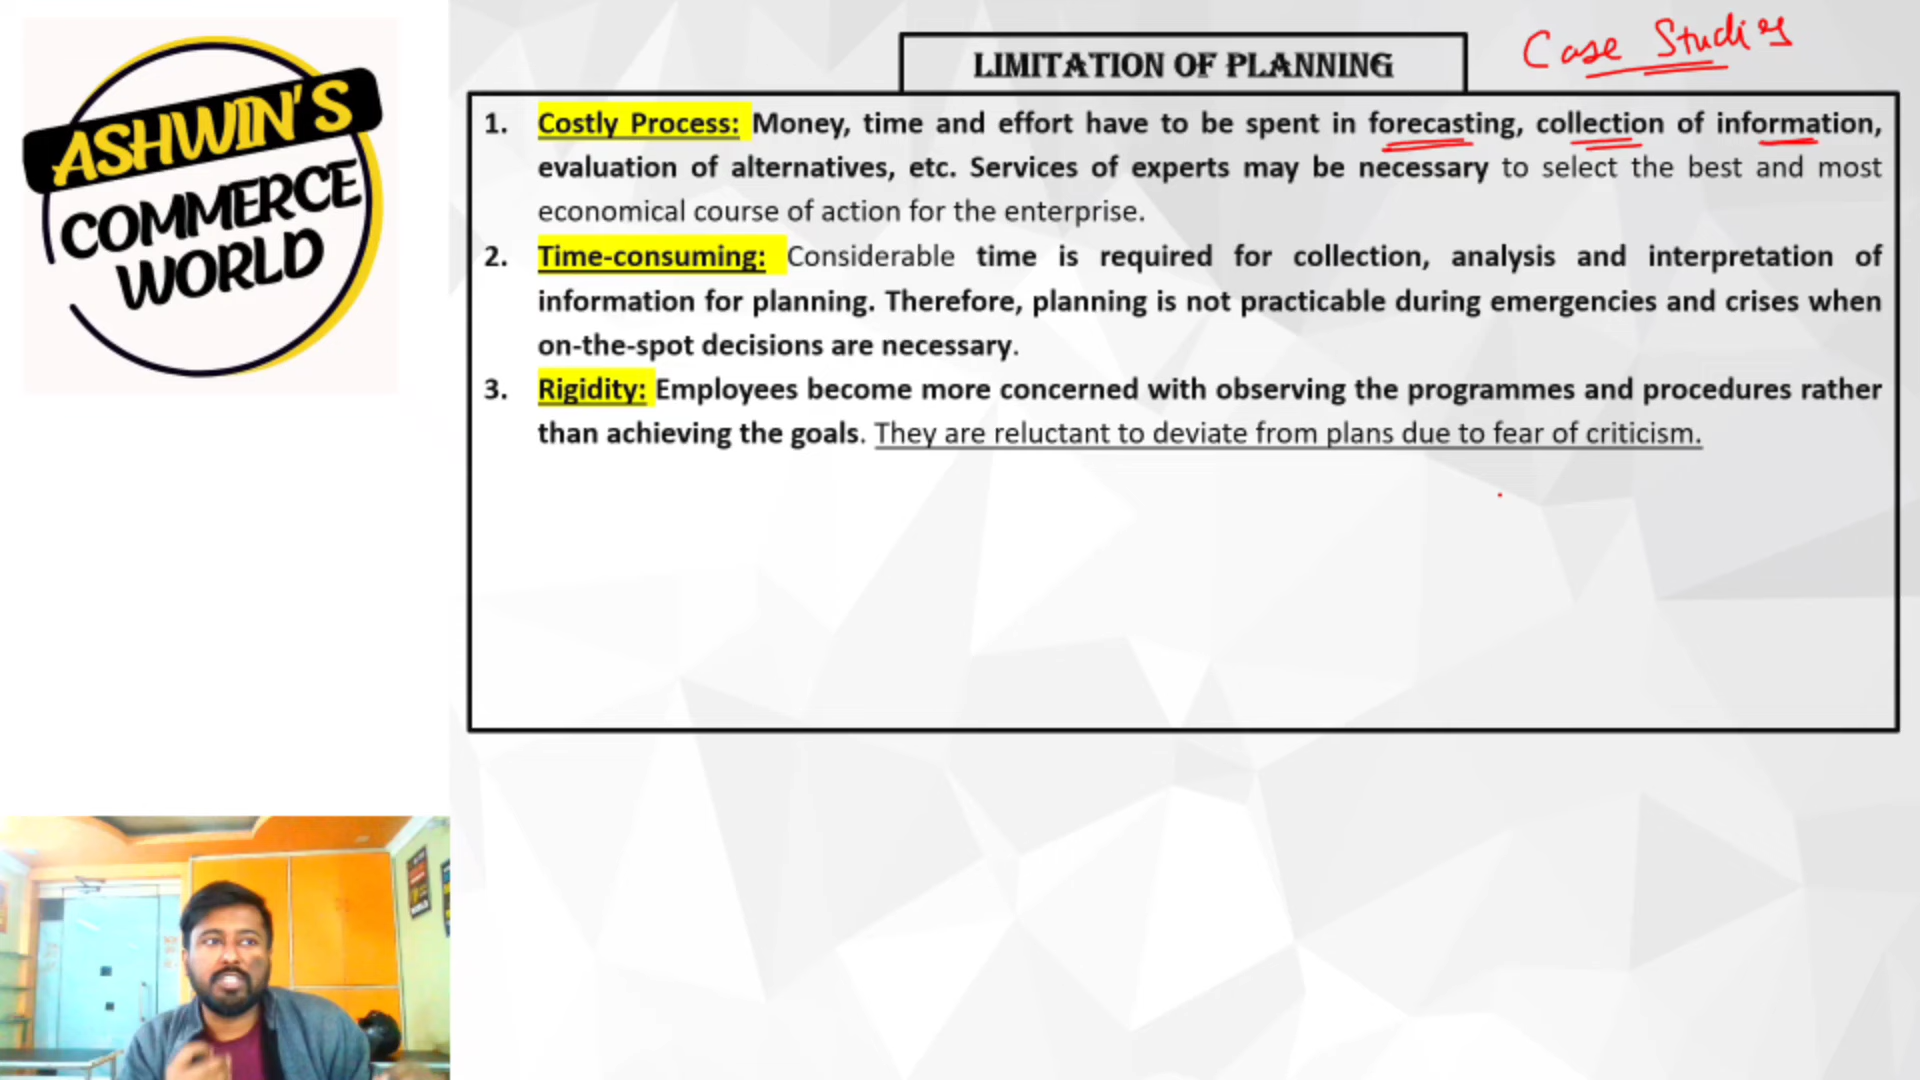 ASHWIN'S
COMMERCE
WORLD
LIMITATION OF PLANNING
Case Studies
1. Costly Process: Money, time and effort have to be spent in forecasting, collection of information,
evaluation of alternatives, etc. Services of experts may be necessary to select the best and most
economical course of action for the enterprise.
2. Time-consuming: Considerable time is required for collection, analysis and interpretation of
information for planning. Therefore, planning is not practicable during emergencies and crises when
on-the-spot decisions are necessary.
3. Rigidity: Employees become more concerned with observing the programmes and procedures rather
than achieving the goals. They are reluctant to deviate from plans due to fear of criticism.